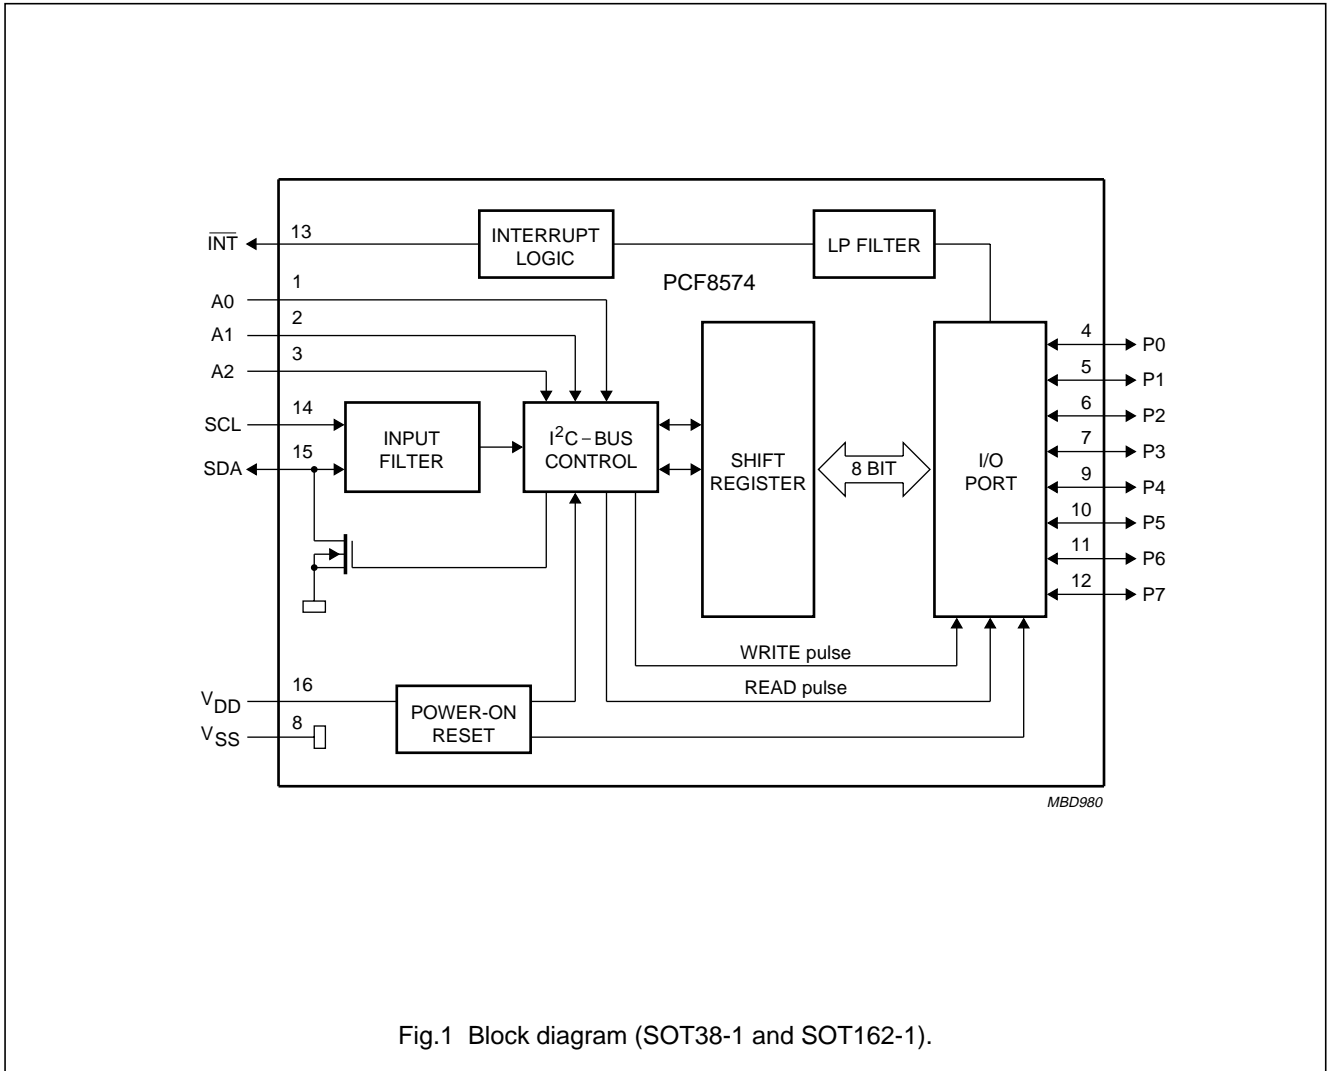 INT
13
INTERRUPT
LOGIC
LP FILTER
PCF8574
A0
1
A1
2
A2
3
SCL
14
SDA
15
INPUT
FILTER
I2C – BUS
CONTROL
SHIFT
REGISTER
8 BIT
I/O
PORT
4
P0
5
P1
6
P2
7
P3
9
P4
10
P5
11
P6
12
P7
WRITE pulse
READ pulse
VDD
16
VSS
8
POWER-ON
RESET
MBD980
Fig.1 Block diagram (SOT38-1 and SOT162-1).